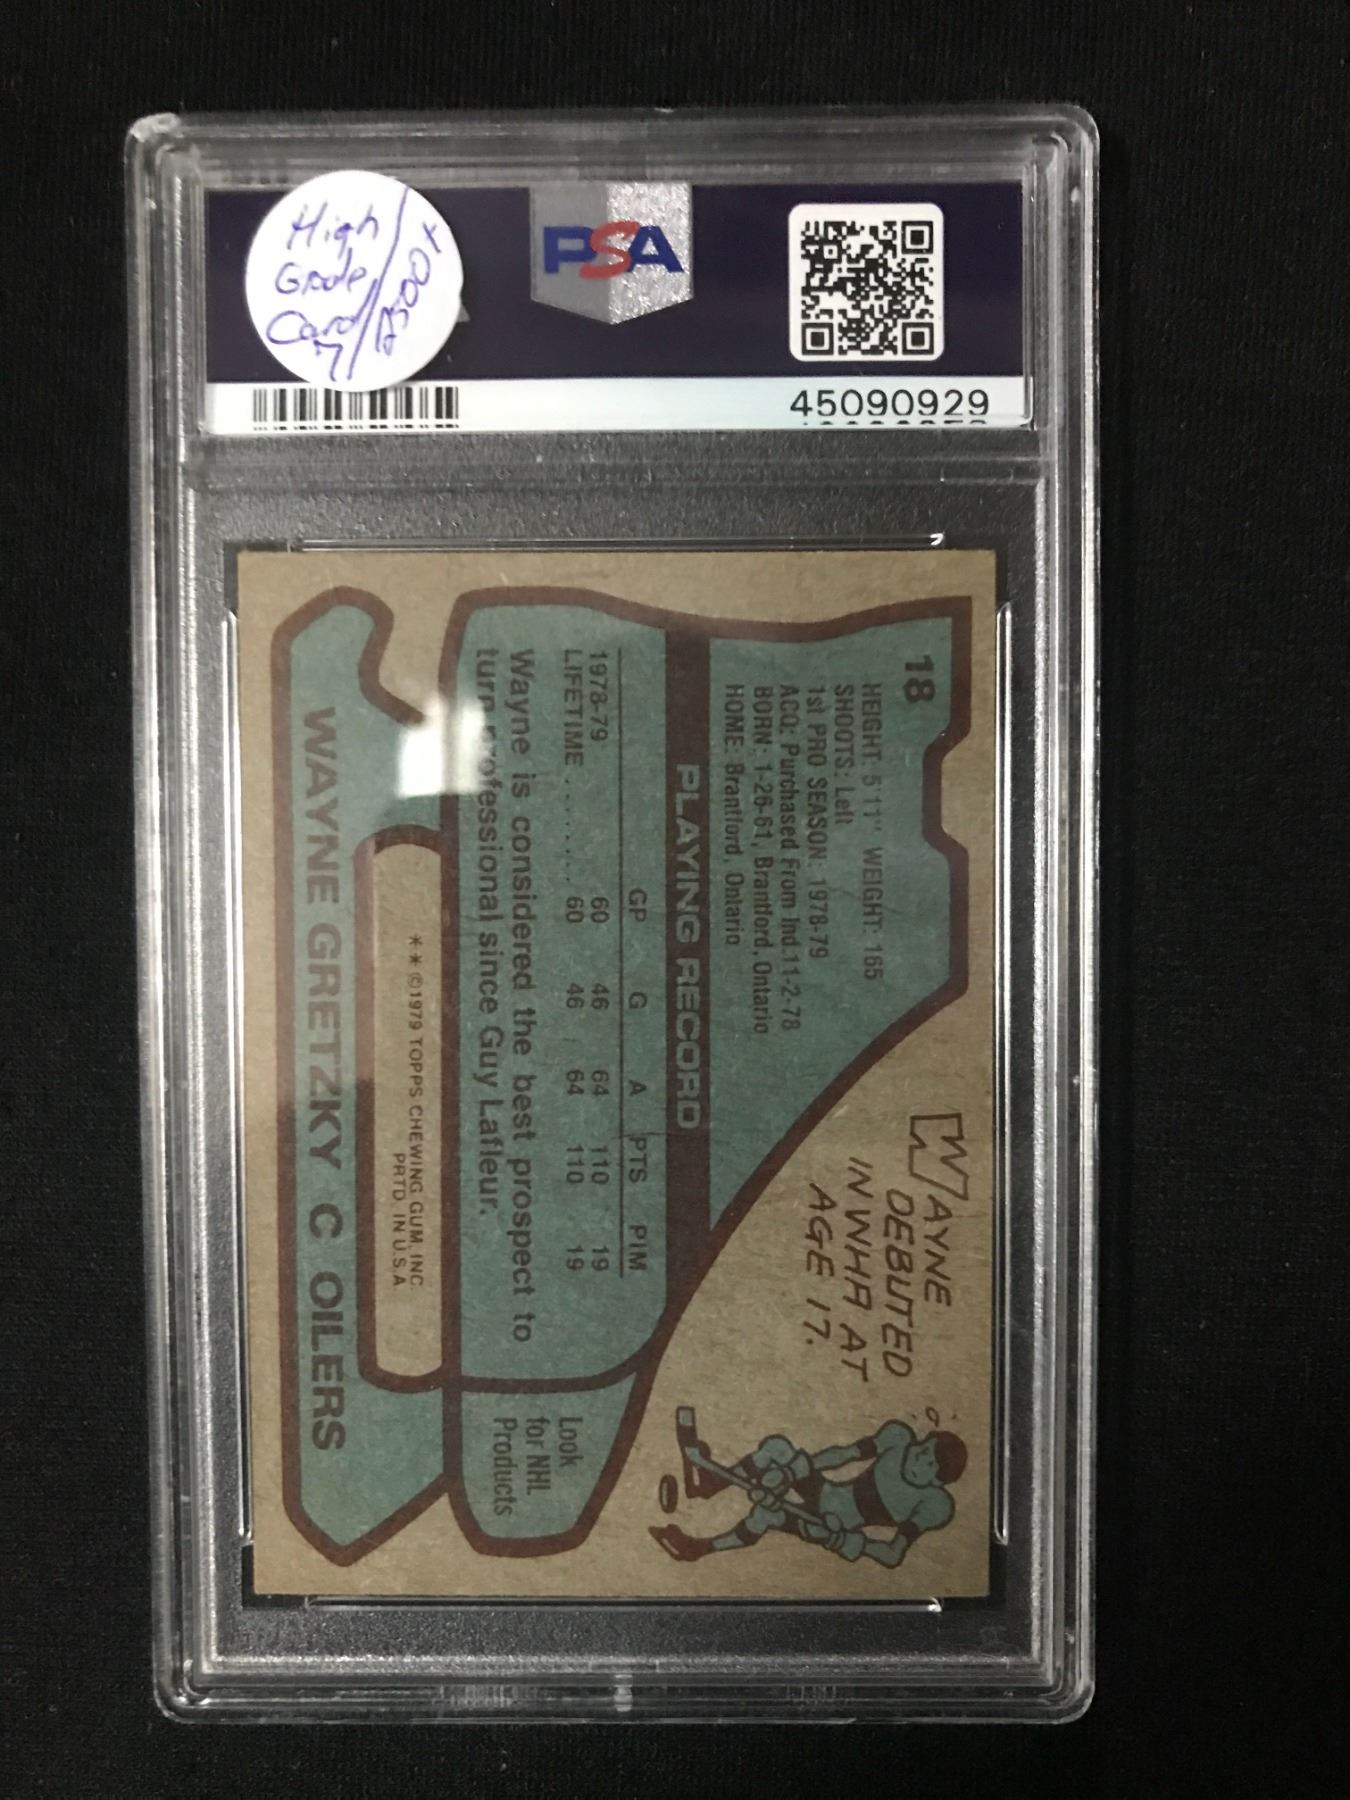 High
Grade
Card
7
PSA
45090929
18
HEIGHT: 5'11" WEIGHT: 165
SHOOTS: Left
1st PRO SEASON: 1978-79
ACQ: Purchased From Ind.11-2-78
BORN: 1-26-61, Brantford, Ontario
HOME: Brantford, Ontario
WAYNE
DEBUTED
IN WHA AT
AGE 17.
PLAYING RECORD
GP G A PTS PIM
1978-79 60 46 64 110 19
LIFETIME ........ 60 46 64 110 19
Wayne is considered the best prospect to
turn professional since Guy Lafleur.
Look
for NHL
Products
**©1979 TOPPS CHEWING GUM, INC.
PRTD. IN U.S.A.
WAYNE GRETZKY C OILERS